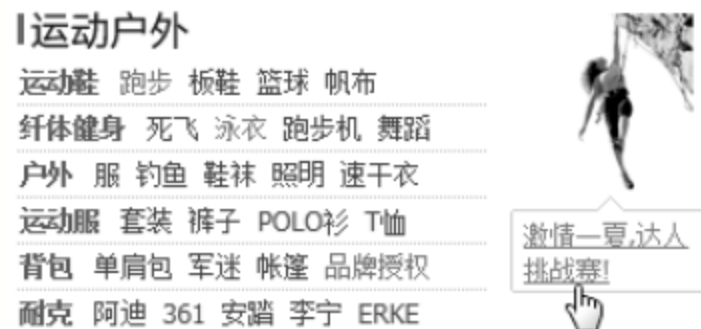 运动户外
运动鞋 跑步 板鞋 篮球 帆布
纤体健身 死飞 泳衣 跑步机 舞蹈
户外 服 钓鱼 鞋袜 照明 速干衣
运动服 套装 裤子 POLO衫 T恤
背包 单肩包 军迷 帐篷 品牌授权
耐克 阿迪 361 安踏 李宁 ERKE
激情一夏,达人
挑战赛!